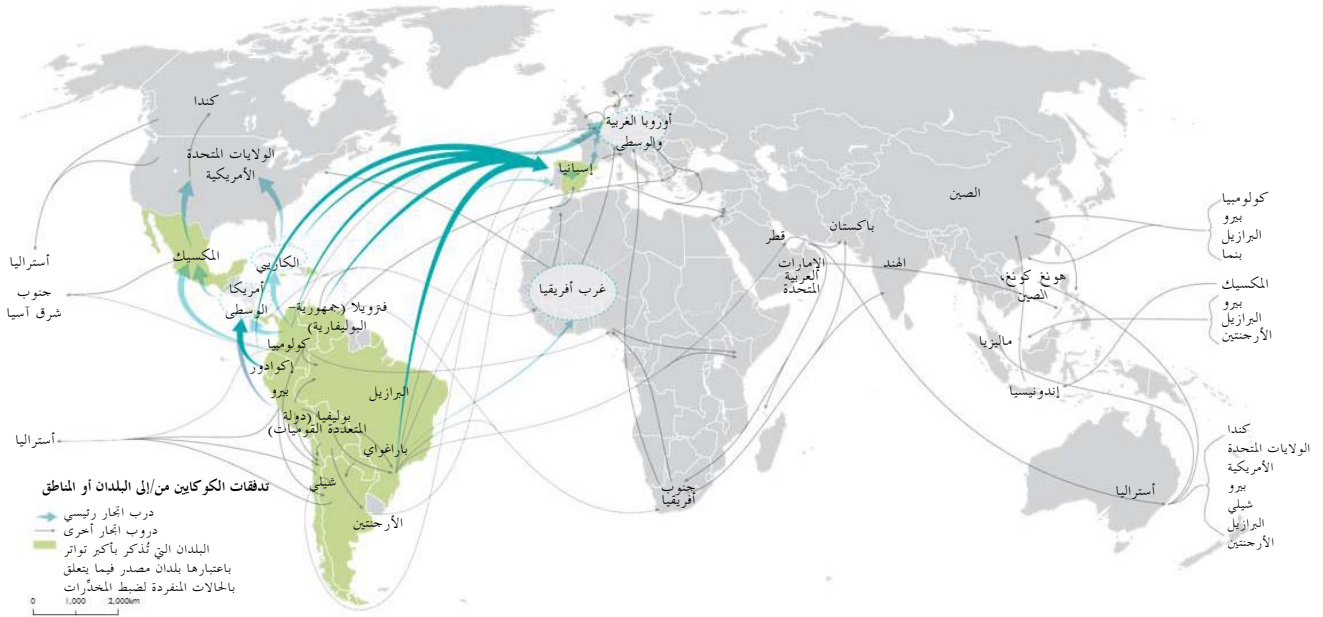 كندا
الولايات المتحدة
الأمريكية
أوروبا الغربية
والوسطى
إسبانيا
الصين
كولومبيا
بيرو
البرازيل
بنما
باكستان
قطر
الإمارات
العربية
المتحدة
الهند
هونغ كونغ،
الصين
المكسيك
بيرو
البرازيل
الأرجنتين
أستراليا
جنوب
شرق آسيا
المكسيك
الكاريبي
أمريكا
الوسطى
غرب أفريقيا
فنزويلا (جمهورية-
البوليفارية)
كولومبيا
إكوادور
بيرو
البرازيل
بوليفيا (دولة
المتعددة القوميات)
باراغواي
شيلي
الأرجنتين
ماليزيا
إندونيسيا
أستراليا
جنوب
أفريقيا
أستراليا
كندا
الولايات المتحدة
الأمريكية
بيرو
شيلي
البرازيل
الأرجنتين
تدفقات الكوكايين من/إلى البلدان أو المناطق
درب اتجار رئيسي
دروب اتجار أخرى
البلدان التي تُذكر بأكبر تواتر
باعتبارها بلدان مصدر فيما يتعلق
بالحالات المنفردة لضبط المخدِّرات
0 1,000 2,000km